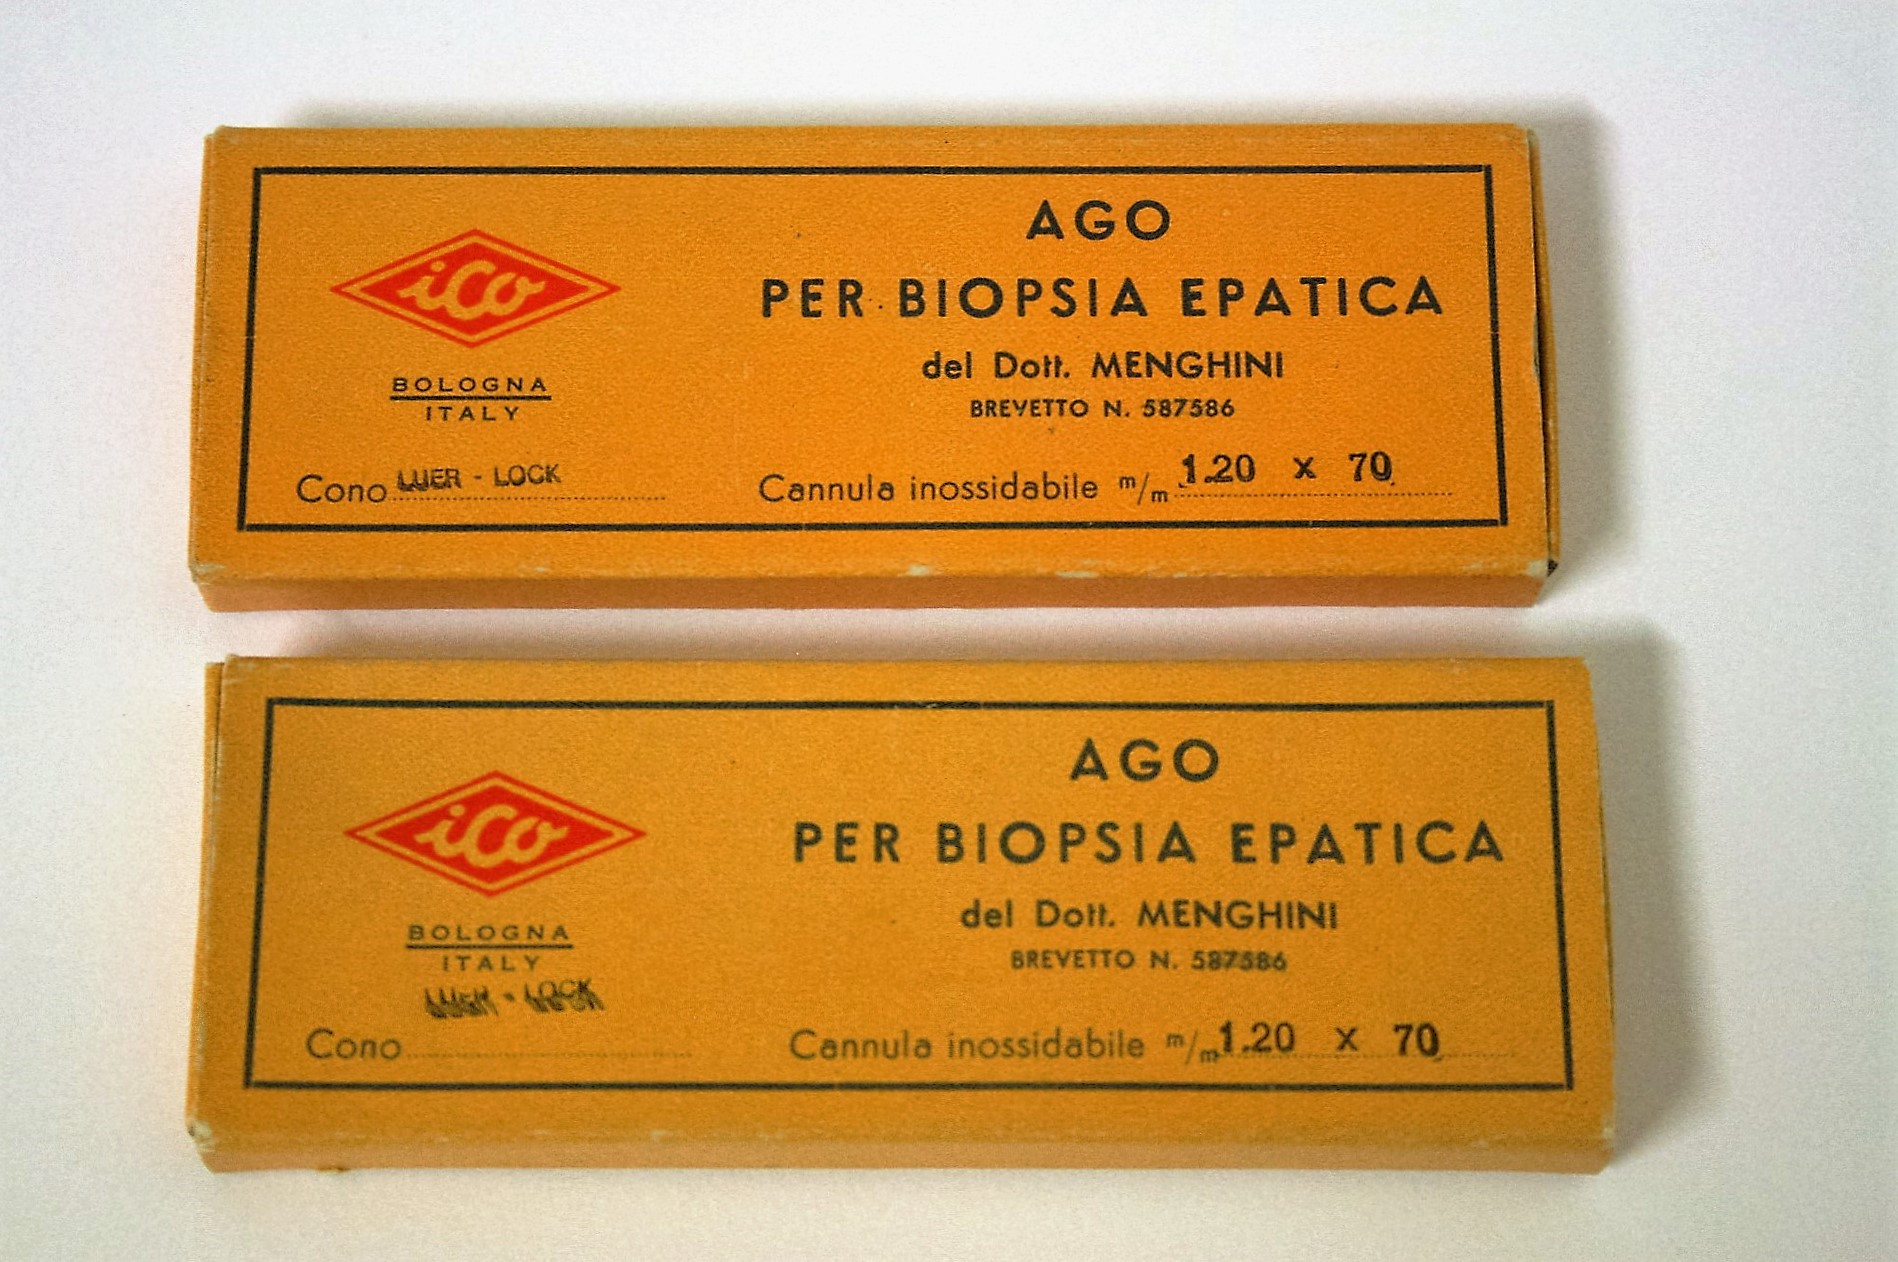 ico
BOLOGNA
ITALY
Cono LUER - LOCK
AGO
PER BIOPSIA EPATICA
del Dott. MENGHINI
BREVETTO N. 587586
Cannula inossidabile m/m 1.20 x 70
ico
BOLOGNA
ITALY
LUER - LOCK
Cono
AGO
PER BIOPSIA EPATICA
del Dott. MENGHINI
BREVETTO N. 587586
Cannula inossidabile m/m 1.20 x 70